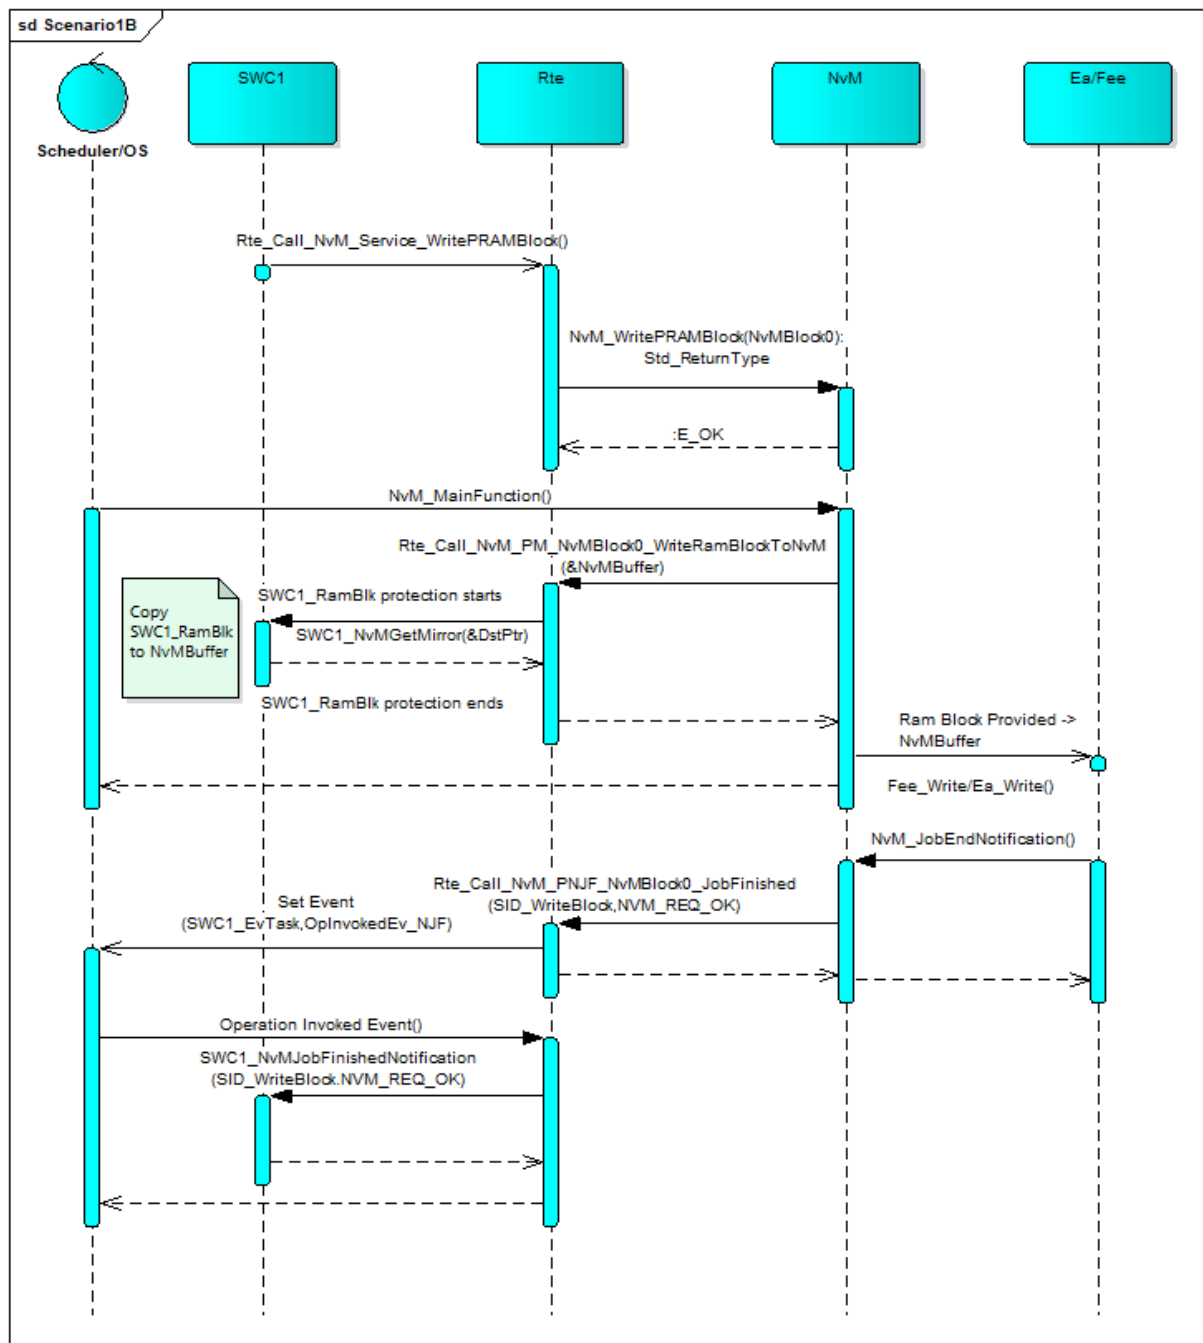 sd Scenario1B
SWC1
Rte
NvM
Ea/Fee
Scheduler/OS
Rte_Call_NvM_Service_WritePRAMBlock()
NvM_WritePRAMBlock(NvMBlock0):
Std_ReturnType
:E_OK
NvM_MainFunction()
Rte_Call_NvM_PM_NvMBlock0_WriteRamBlockToNvM
(&NvMBuffer)
SWC1_RamBlk protection starts
Copy
SWC1_RamBlk
to NvMBuffer
SWC1_NvMGetMirror(&DstPtr)
SWC1_RamBlk protection ends
Ram Block Provided ->
NvMBuffer
Fee_Write/Ea_Write()
NvM_JobEndNotification()
Rte_Call_NvM_PNJF_NvMBlock0_JobFinished
(SID_WriteBlock,NVM_REQ_OK)
Set Event
(SWC1_EvTask,OpInvokedEv_NJF)
Operation Invoked Event()
SWC1_NvMJobFinishedNotification
(SID_WriteBlock.NVM_REQ_OK)